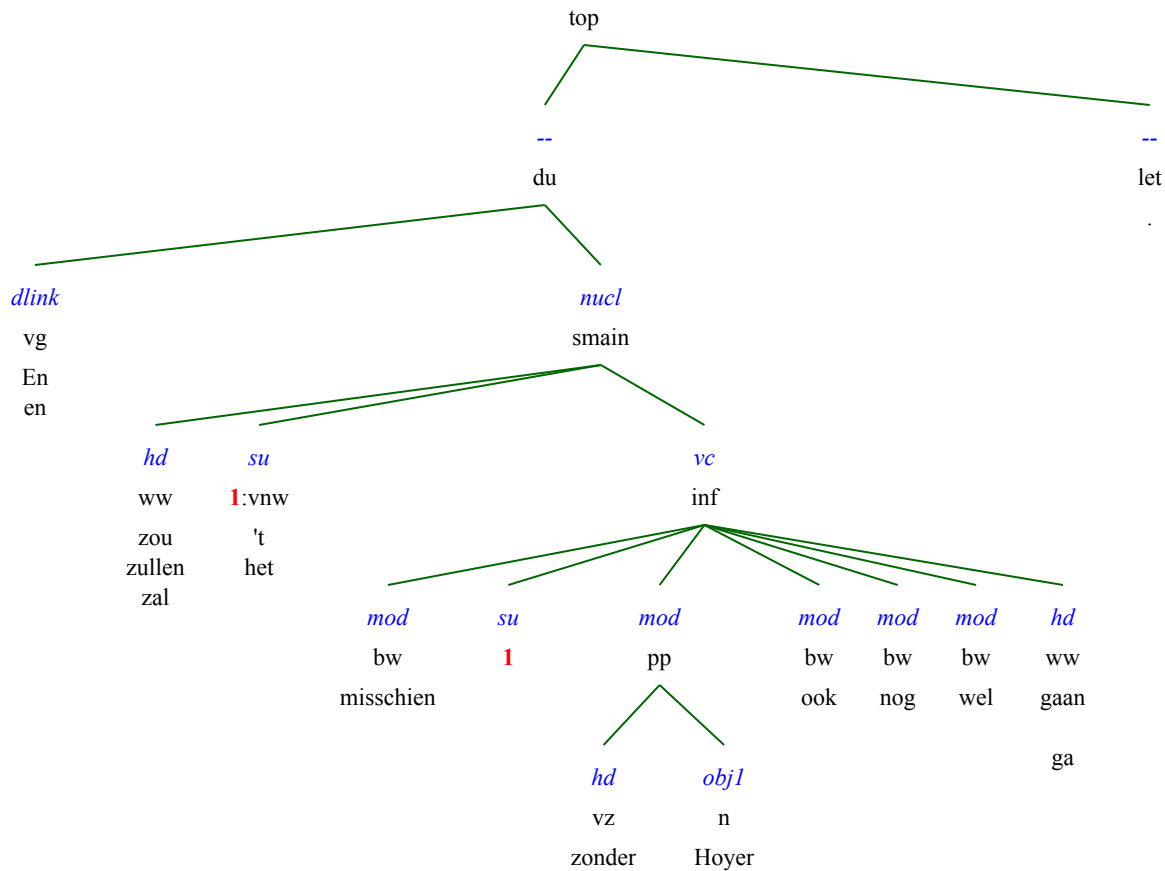 top
-- --
du let
.
dlink nucl
vg smain
En
en
hd su vc
ww 1:vnw inf
zou 't
zullen het
zal
mod su mod mod mod mod hd
bw 1 pp bw bw bw ww
misschien ook nog wel gaan
ga
hd obj1
vz n
zonder Hoyer